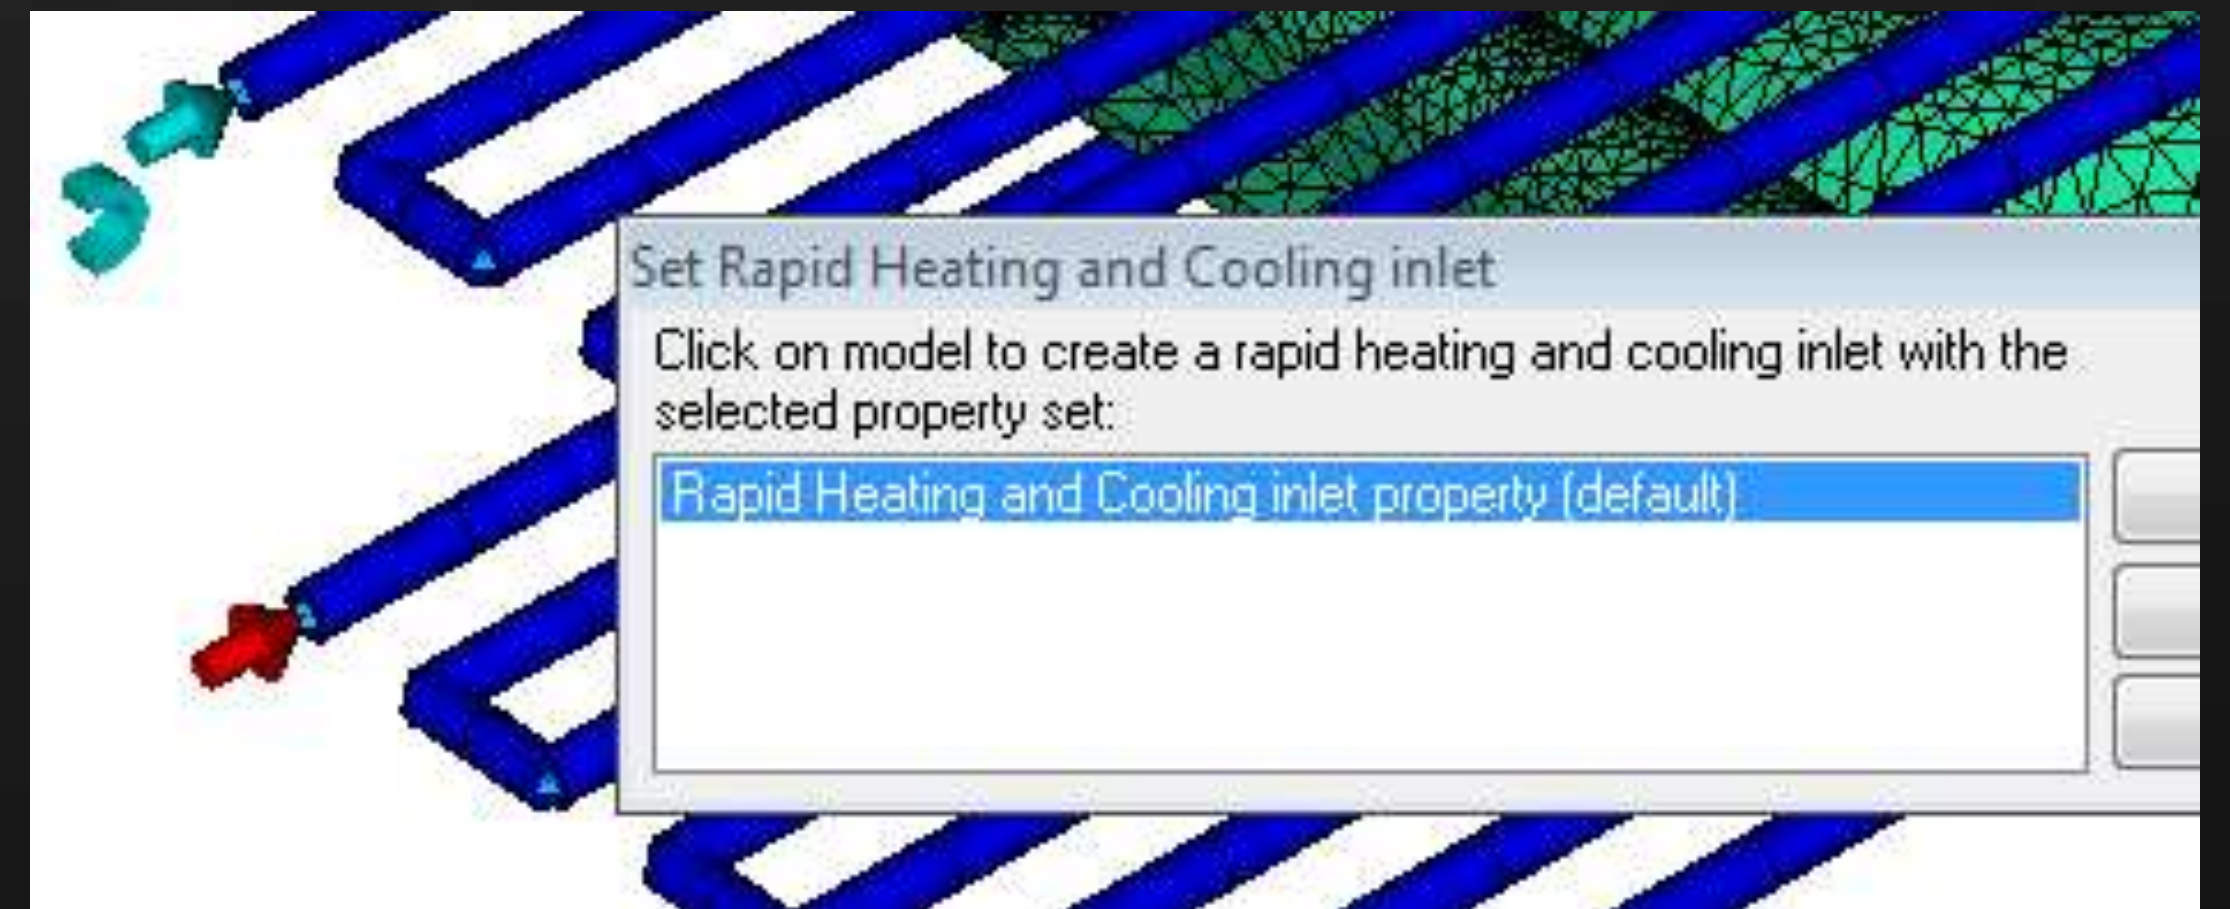 Set Rapid Heating and Cooling inlet
Click on model to create a rapid heating and cooling inlet with the
selected property set:
Rapid Heating and Cooling inlet property (default)